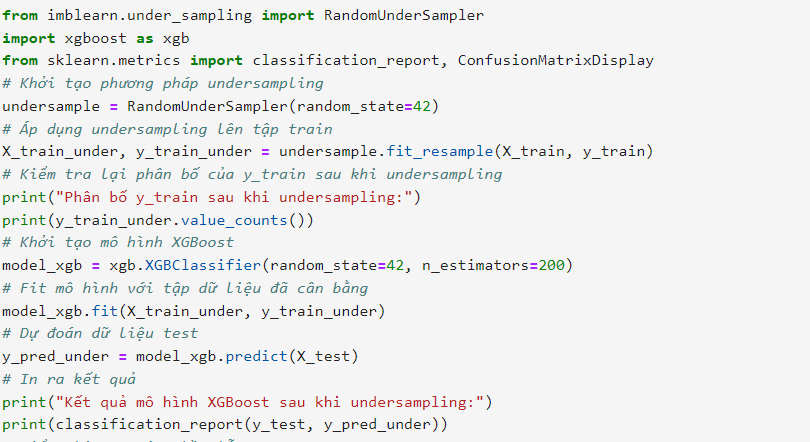 from imblearn.under_sampling import RandomUnderSampler
import xgboost as xgb
from sklearn.metrics import classification_report, ConfusionMatrixDisplay
# Khởi tạo phương pháp undersampling
undersample = RandomUnderSampler(random_state=42)
# Áp dụng undersampling lên tập train
X_train_under, y_train_under = undersample.fit_resample(X_train, y_train)
# Kiểm tra lại phân bố của y_train sau khi undersampling
print("Phân bố y_train sau khi undersampling:")
print(y_train_under.value_counts())
# Khởi tạo mô hình XGBoost
model_xgb = xgb.XGBClassifier(random_state=42, n_estimators=200)
# Fit mô hình với tập dữ liệu đã cân bằng
model_xgb.fit(X_train_under, y_train_under)
# Dự đoán dữ liệu test
y_pred_under = model_xgb.predict(X_test)
# In ra kết quả
print("Kết quả mô hình XGBoost sau khi undersampling:")
print(classification_report(y_test, y_pred_under))